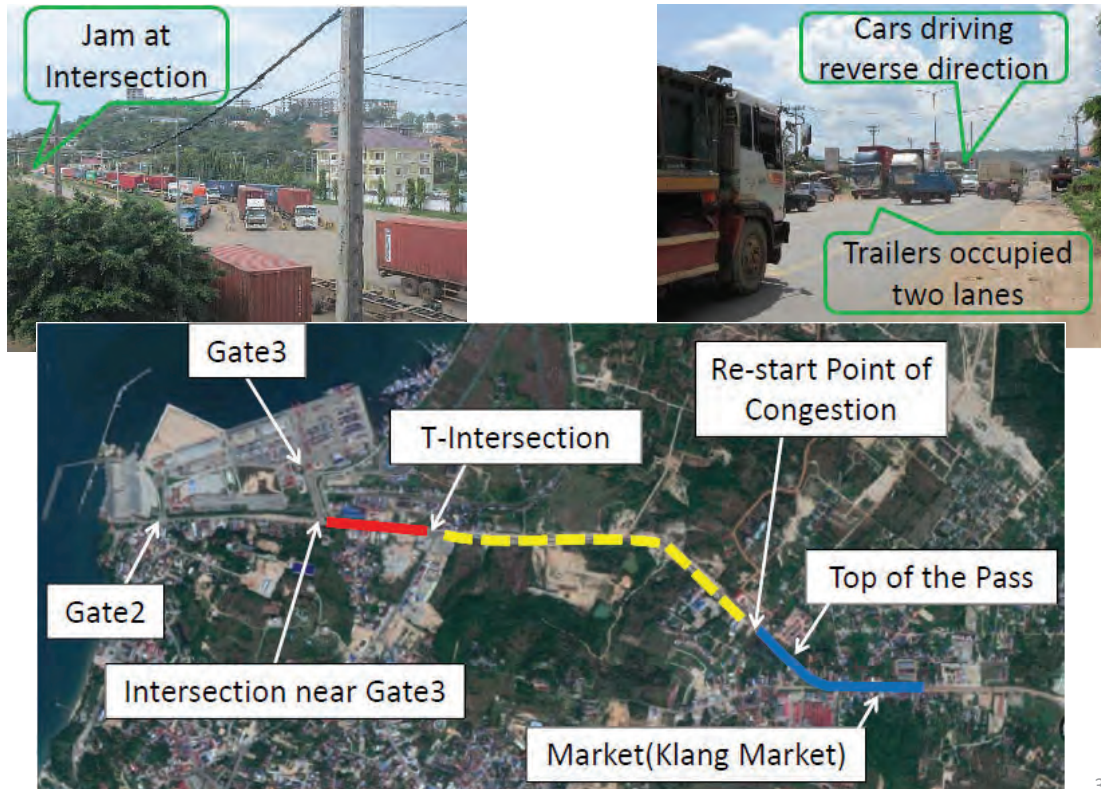 Jam at
Intersection
Cars driving
reverse direction
Trailers occupied
two lanes
Gate3
T-Intersection
Re-start Point of
Congestion
Top of the Pass
Gate2
Intersection near Gate3
Market(Klang Market)